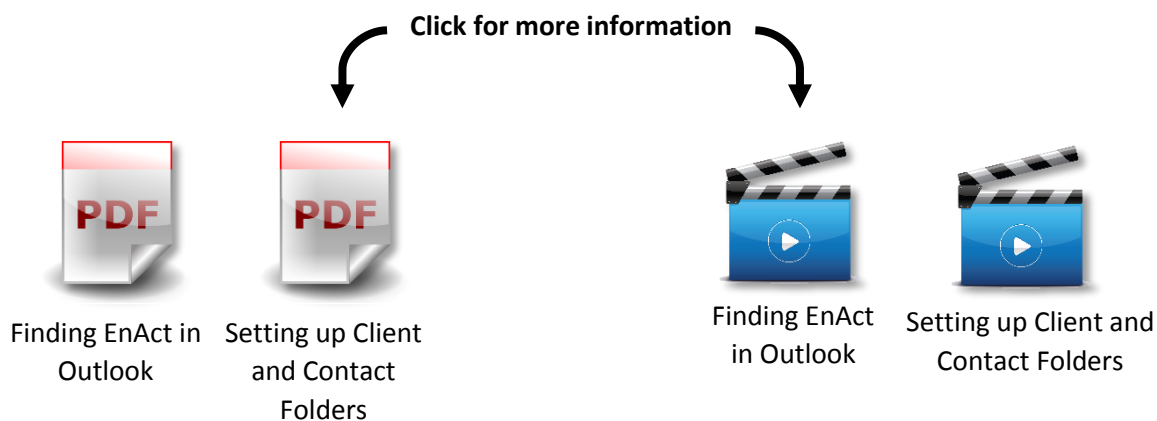 Click for more information
PDF
PDF
Finding EnAct in
Outlook
Setting up Client
and Contact
Folders
Finding EnAct
in Outlook
Setting up Client and
Contact Folders